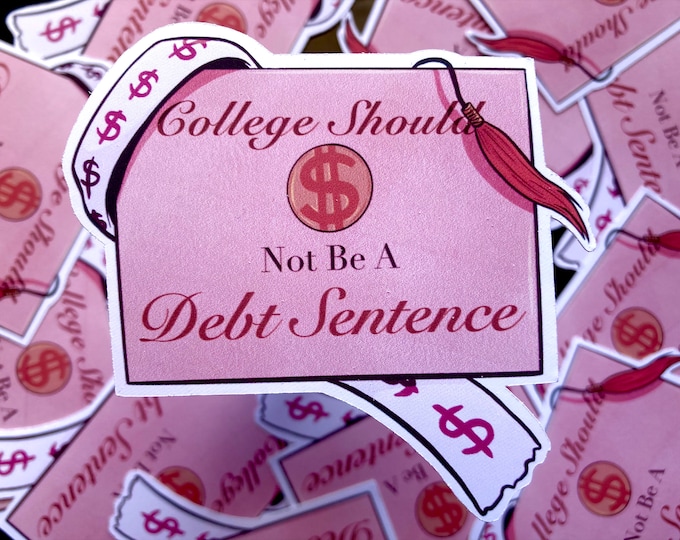 College Should
$
Not Be A
Debt Sentence